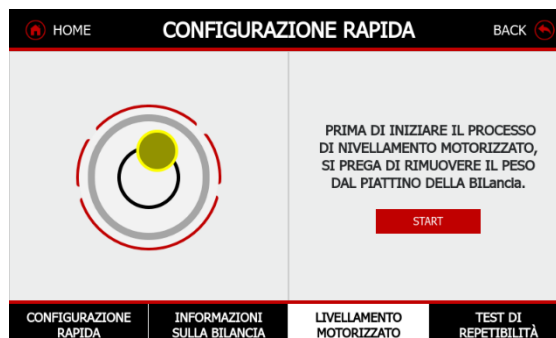 HOME
CONFIGURAZIONE RAPIDA
BACK
PRIMA DI INIZIARE IL PROCESSO
DI NIVELLAMENTO MOTORIZZATO,
SI PREGA DI RIMUOVERE IL PESO
DAL PIATTINO DELLA BILancia.
START
CONFIGURAZIONE
RAPIDA
INFORMAZIONI
SULLA BILANCIA
LIVELLAMENTO
MOTORIZZATO
TEST DI
REPETIBILITÀ